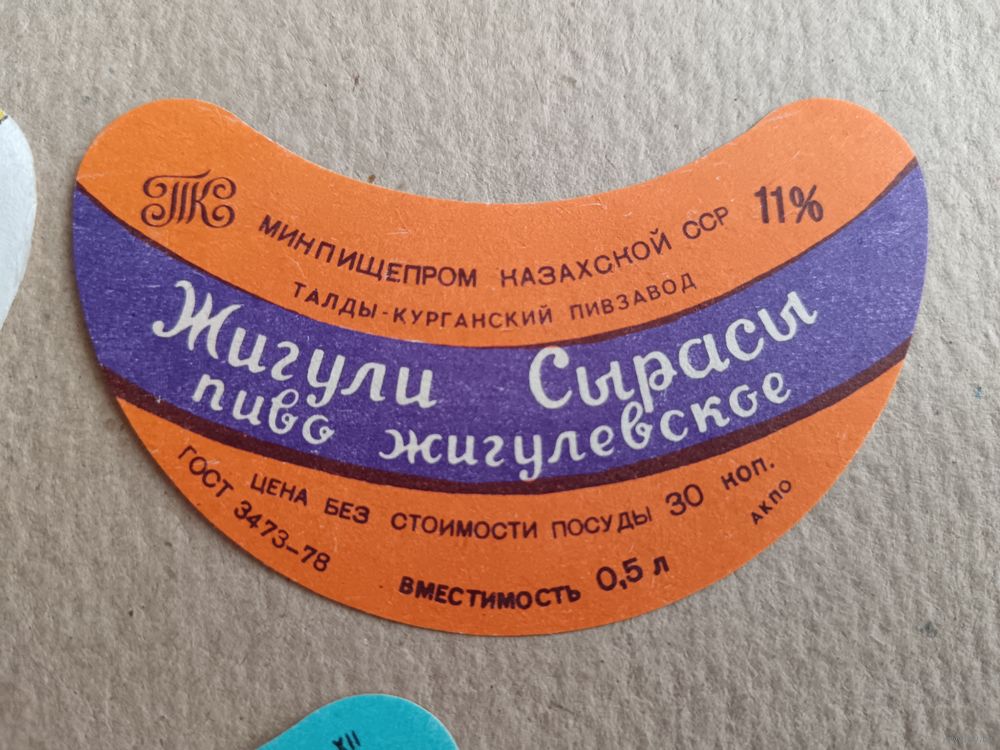 ТК
МИНПИЩЕПРОМ КАЗАХСКОЙ ССР 11%
ТАЛДЫ-КУРГАНСКИЙ ПИВЗАВОД
Жигули Сырасы
пиво жигулевское
ЦЕНА БЕЗ СТОИМОСТИ ПОСУДЫ 30 КОП.
ГОСТ 3473-78
АКПО
ВМЕСТИМОСТЬ 0,5 л
XII